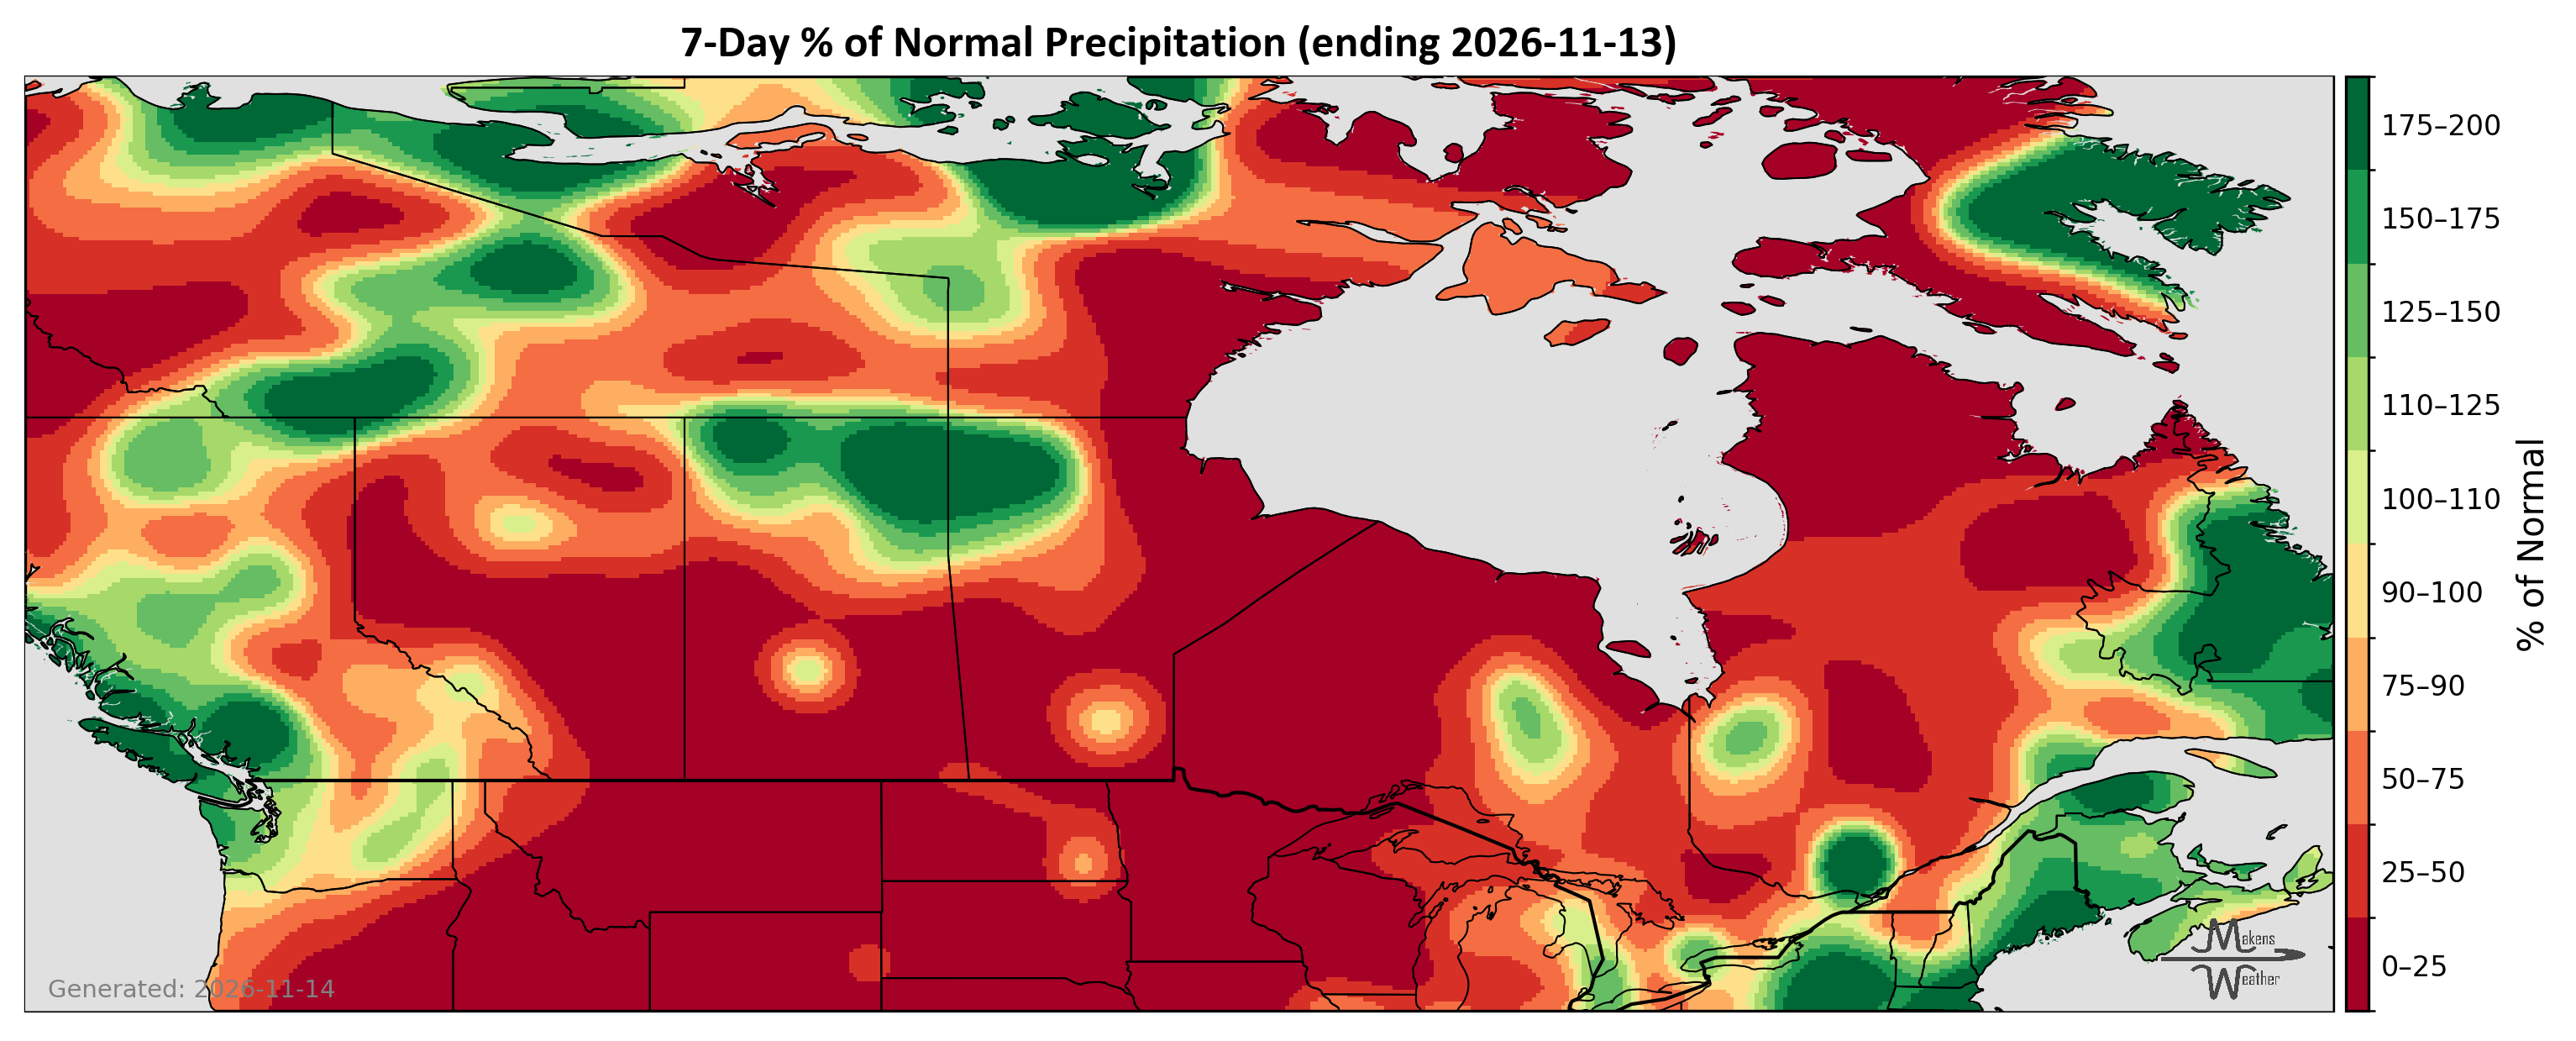 7-Day % of Normal Precipitation (ending 2026-11-13)
175–200
150–175
125–150
110–125
100–110
90–100
75–90
50–75
25–50
0–25
% of Normal
Generated: 2026-11-14
Makens
Weather